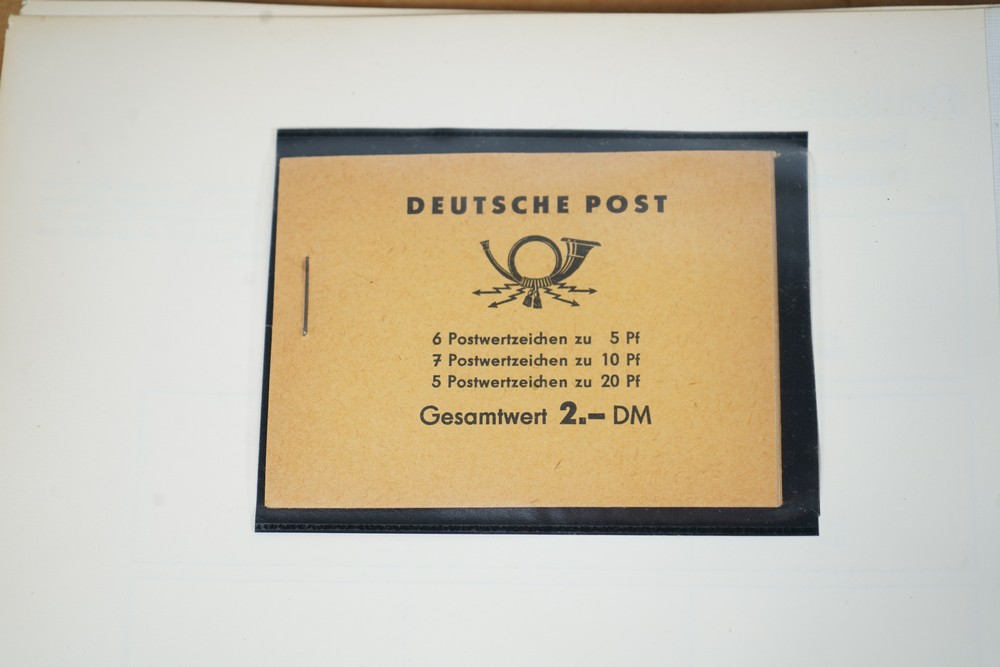 DEUTSCHE POST
6 Postwertzeichen zu 5 Pf
7 Postwertzeichen zu 10 Pf
5 Postwertzeichen zu 20 Pf
Gesamtwert 2.– DM